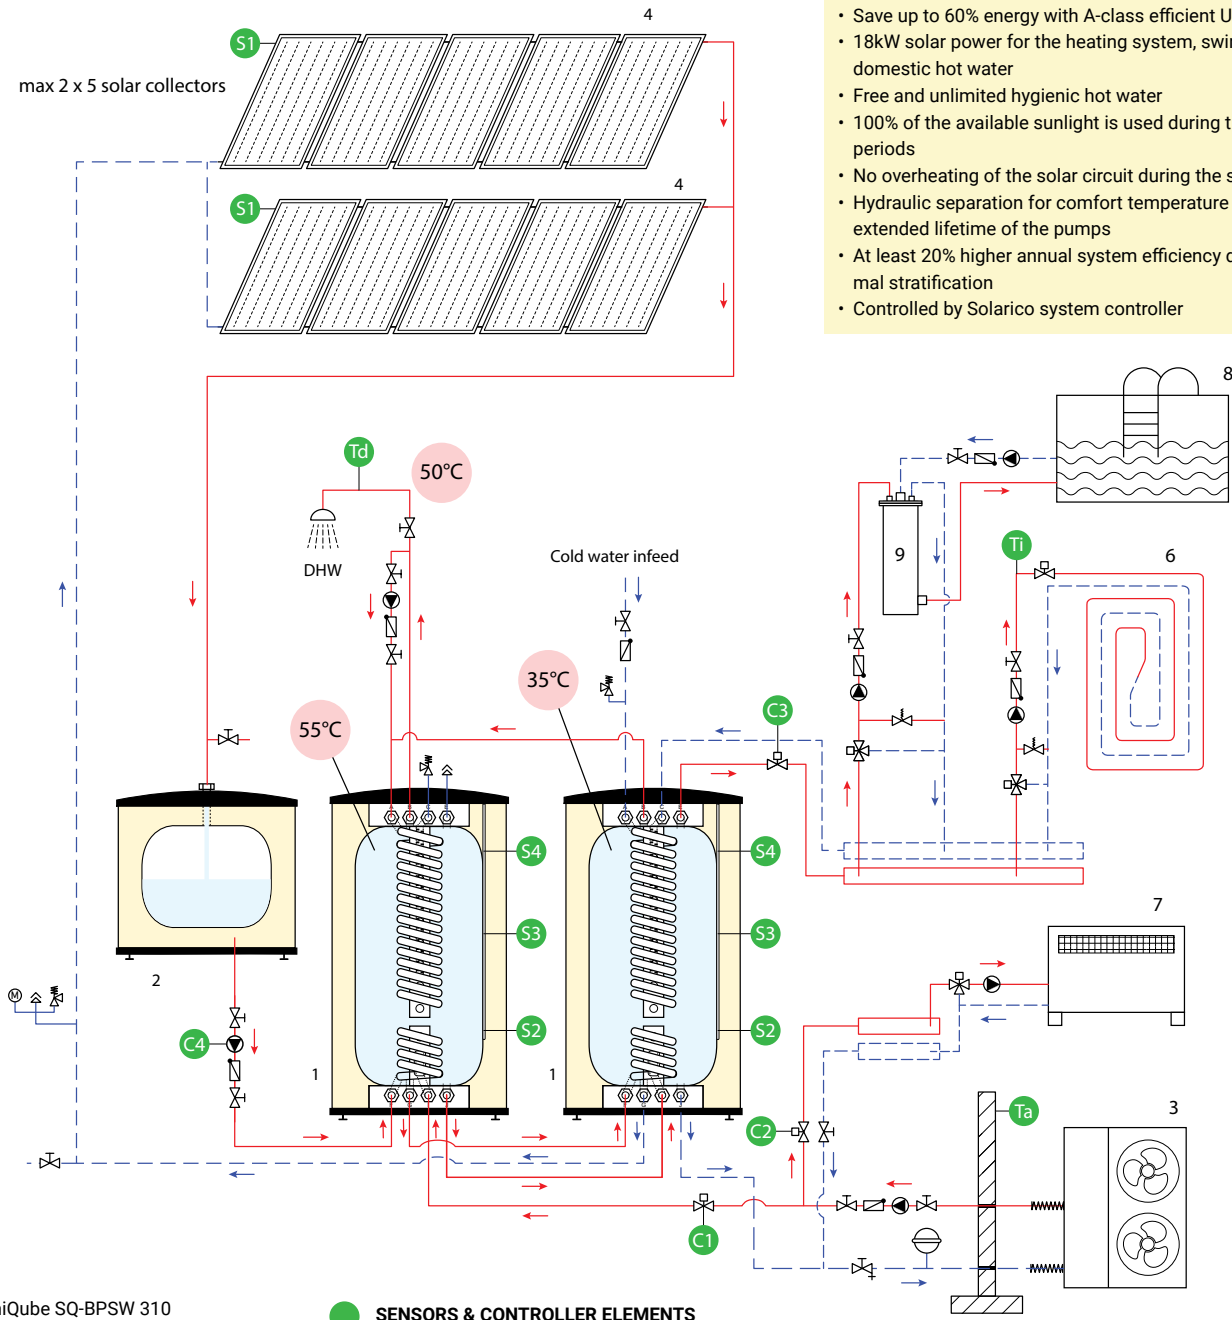 4
S1
max 2 x 5 solar collectors
4
S1
• Save up to 60% energy with A-class efficient U
• 18kW solar power for the heating system, swi
domestic hot water
• Free and unlimited hygienic hot water
• 100% of the available sunlight is used during t
periods
• No overheating of the solar circuit during the s
• Hydraulic separation for comfort temperature
extended lifetime of the pumps
• At least 20% higher annual system efficiency
mal stratification
• Controlled by Solarico system controller
8
Td
50°C
DHW
Cold water infeed
9
Ti
6
35°C
55°C
C3
A B C E
A B C E
S4
S4
S3
S3
S2
S2
2
M
C4
1
1
7
C2
Ta
3
C1
iQube SQ-BPSW 310
SENSORS & CONTROLLER ELEMENTS